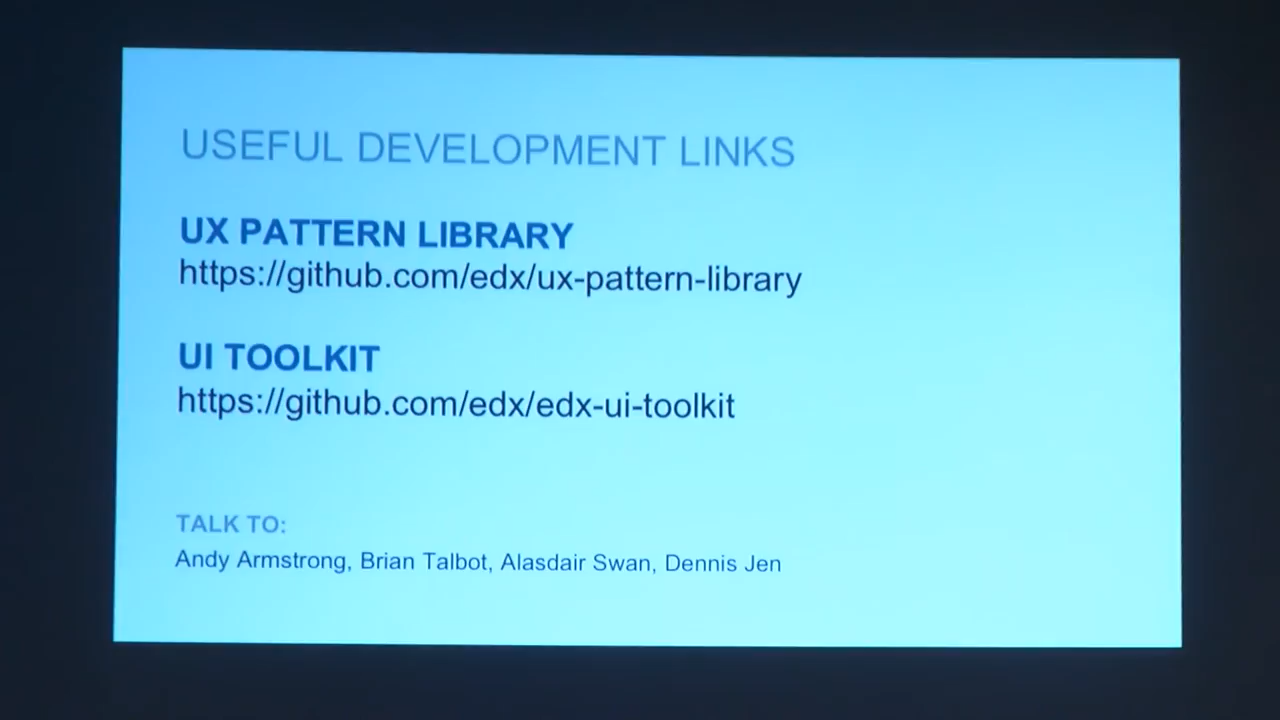 USEFUL DEVELOPMENT LINKS
UX PATTERN LIBRARY
https://github.com/edx/ux-pattern-library
UI TOOLKIT
https://github.com/edx/edx-ui-toolkit
TALK TO:
Andy Armstrong, Brian Talbot, Alasdair Swan, Dennis Jen